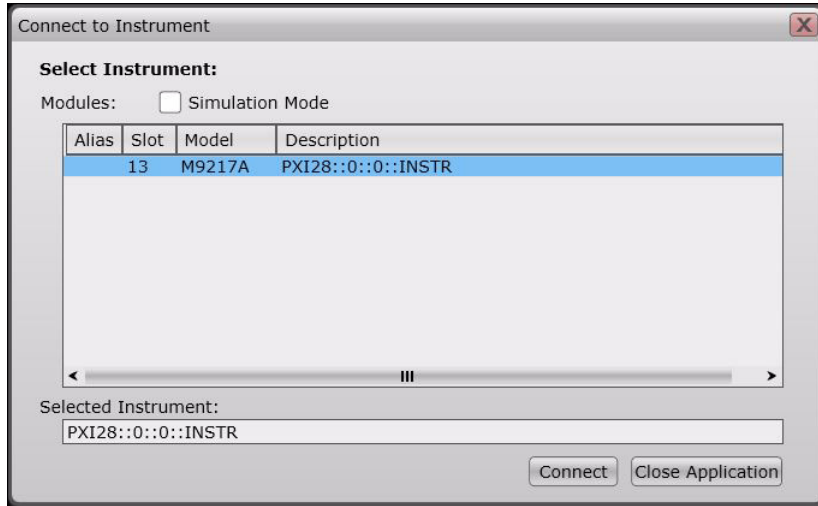 Connect to Instrument
Select Instrument:
Modules: Simulation Mode
Alias Slot Model Description
13 M9217A PXI28::0::0::INSTR
Selected Instrument:
PXI28::0::0::INSTR
Connect Close Application